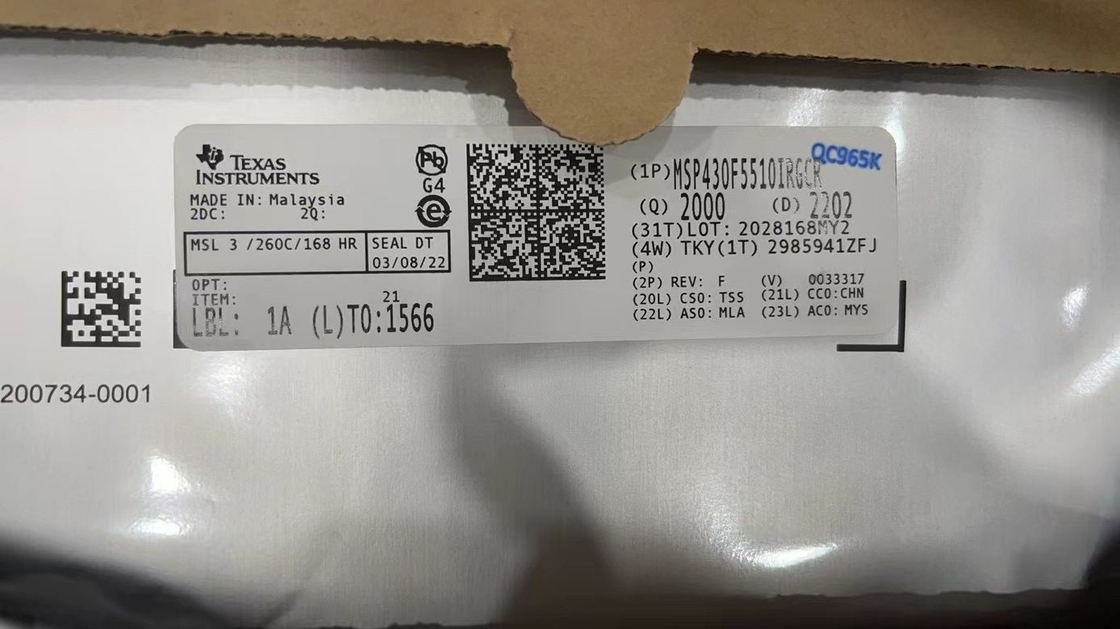 TEXAS
INSTRUMENTS
MADE IN: Malaysia
2DC: 2Q:
MSL 3 /260C/168 HR
SEAL DT
03/08/22
OPT:
ITEM: 21
LBL: 1A (L)TO:1566
Pb
G4
e
QC965K
(1P)MSP430F5510IRGCR
(Q) 2000 (D) 2202
(31T)LOT: 2028168MY2
(4W) TKY(1T) 2985941ZFJ
(P)
(2P) REV: F (V) 0033317
(20L) CSO: TSS (21L) CCO:CHN
(22L) ASO: MLA (23L) ACO: MYS
200734-0001